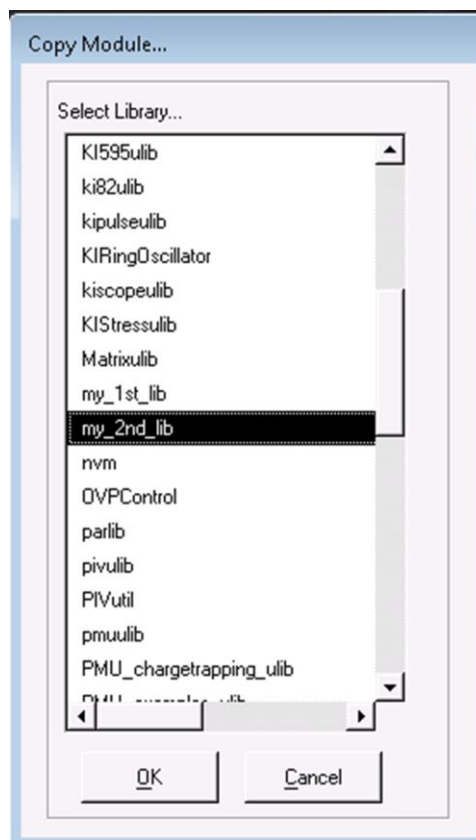 Copy Module...
Select Library...
KI595ulib
ki82ulib
kipulseulib
KIRingOscillator
kiscopeulib
KIStressulib
Matrixulib
my_1st_lib
my_2nd_lib
nvm
OVPControl
parlib
pivulib
PIVutil
pmuulib
PMU_chargetrapping_ulib
PMU_examples_ulib
OK
Cancel